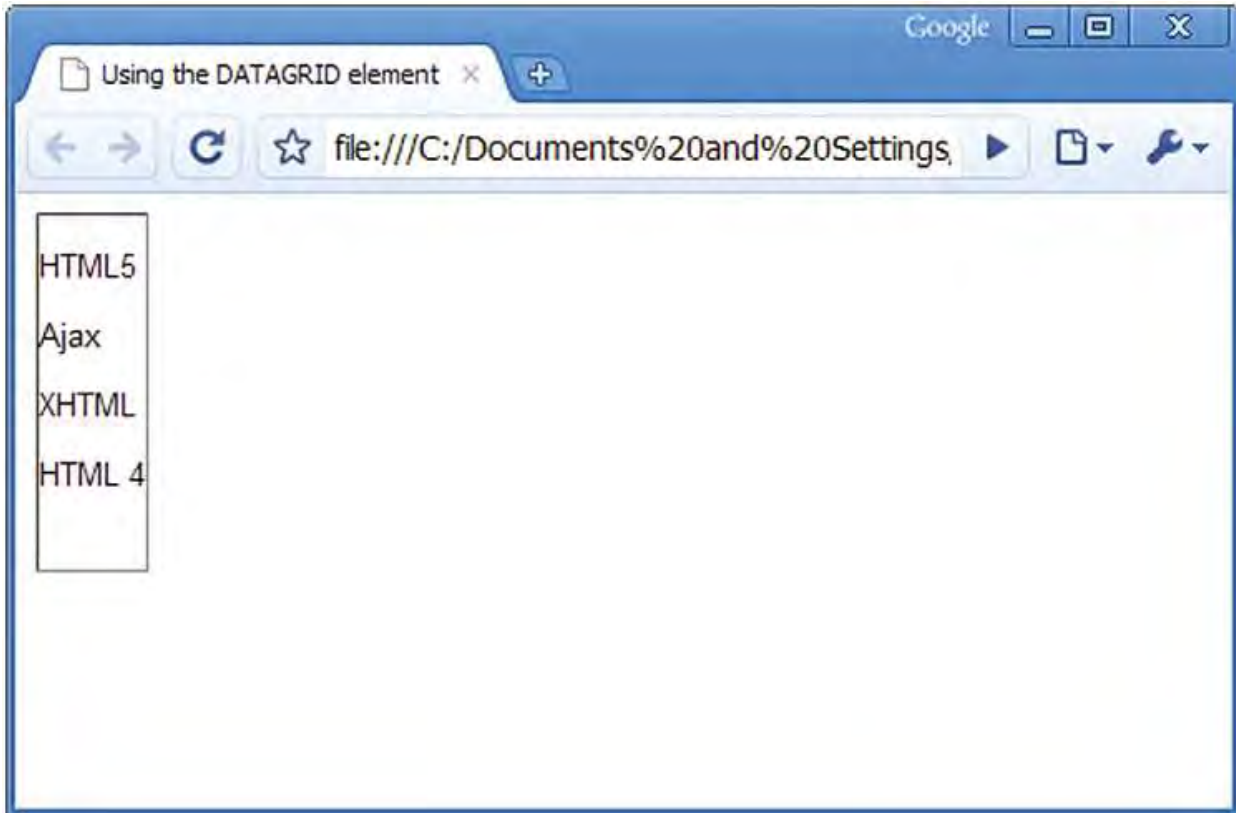 Google
Using the DATAGRID element
file:///C:/Documents%20and%20Settings,
HTML5
Ajax
XHTML
HTML 4